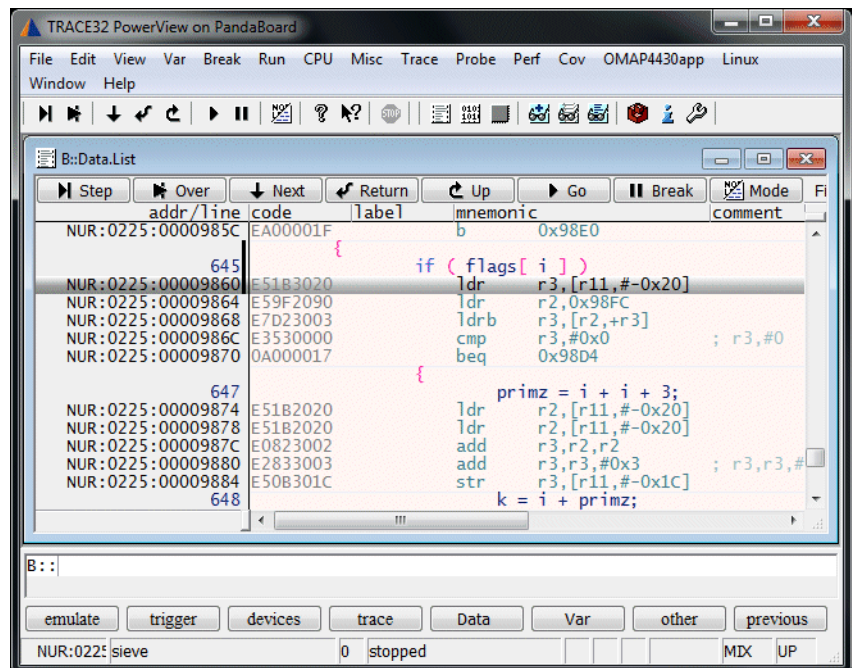 TRACE32 PowerView on PandaBoard
File Edit View Var Break Run CPU Misc Trace Probe Perf Cov OMAP4430app Linux
Window Help
B::Data.List
Step Over Next Return Up Go Break Mode Fi
addr/line code label mnemonic comment
NUR:0225:0000985C EA00001F b 0x98E0
{
645 if ( flags[ i ] )
NUR:0225:00009860 E51B3020 ldr r3,[r11,#-0x20]
NUR:0225:00009864 E59F2090 ldr r2,0x98FC
NUR:0225:00009868 E7D23003 ldrb r3,[r2,+r3]
NUR:0225:0000986C E3530000 cmp r3,#0x0 ; r3,#0
NUR:0225:00009870 0A000017 beq 0x98D4
{
647 primz = i + i + 3;
NUR:0225:00009874 E51B2020 ldr r2,[r11,#-0x20]
NUR:0225:00009878 E51B2020 ldr r2,[r11,#-0x20]
NUR:0225:0000987C E0823002 add r3,r2,r2
NUR:0225:00009880 E2833003 add r3,r3,#0x3 ; r3,r3,#
NUR:0225:00009884 E50B301C str r3,[r11,#-0x1C]
648 k = i + primz;
B::
emulate trigger devices trace Data Var other previous
NUR:0225 sieve 0 stopped MIX UP